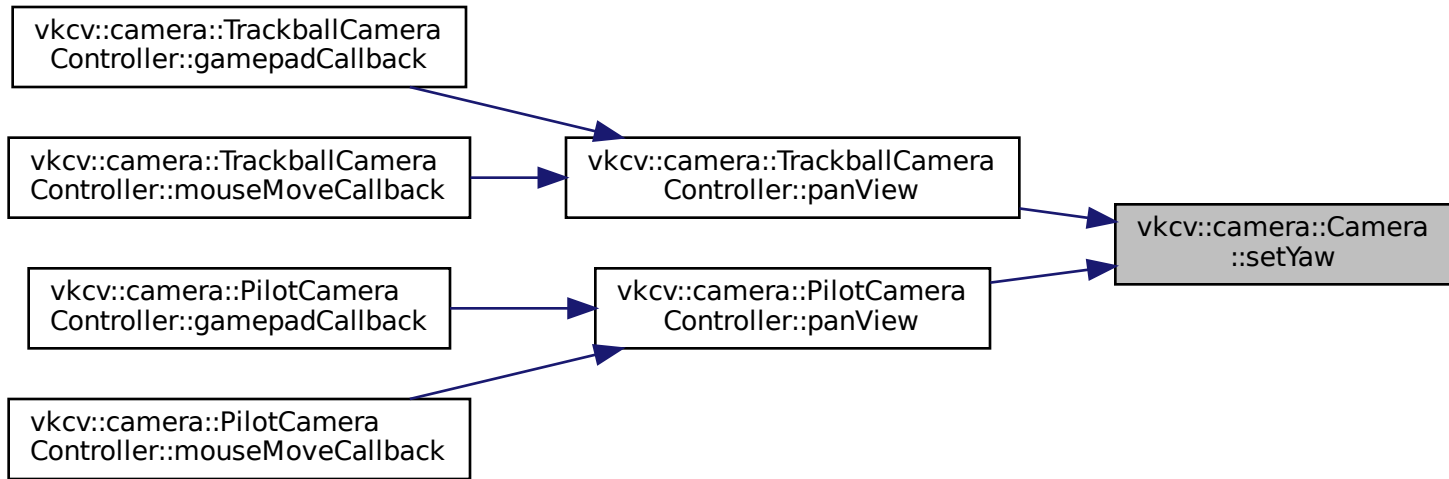 vkcv::camera::TrackballCamera
Controller::gamepadCallback
vkcv::camera::TrackballCamera
Controller::mouseMoveCallback
vkcv::camera::TrackballCamera
Controller::panView
vkcv::camera::Camera
::setYaw
vkcv::camera::PilotCamera
Controller::gamepadCallback
vkcv::camera::PilotCamera
Controller::panView
vkcv::camera::PilotCamera
Controller::mouseMoveCallback